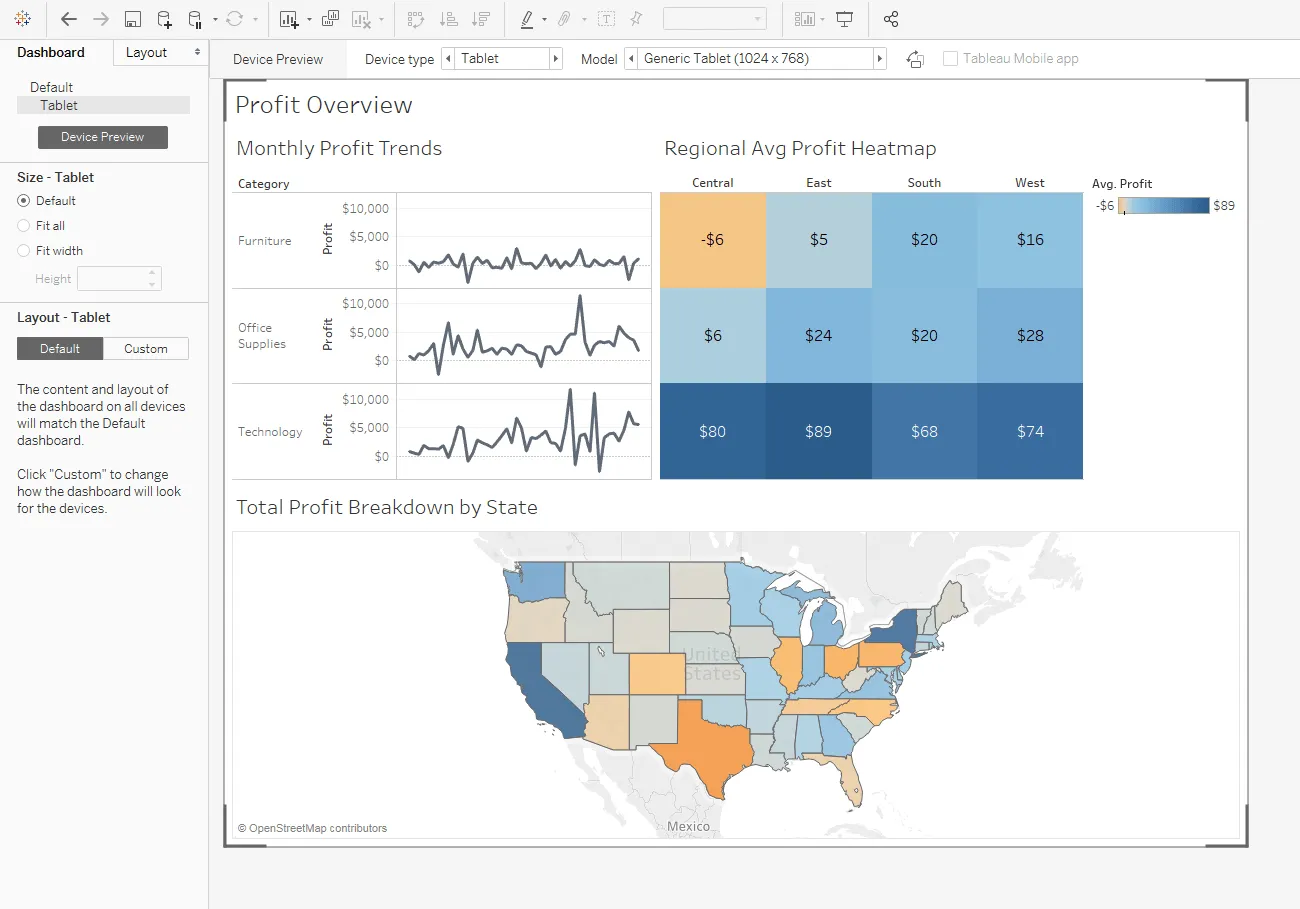 Dashboard
Layout
Device Preview
Device type
Tablet
Model
Generic Tablet (1024 x 768)
Tableau Mobile app
Default
Tablet
Device Preview
Size - Tablet
Default
Fit all
Fit width
Height
Layout - Tablet
Default
Custom
The content and layout of
the dashboard on all devices
will match the Default
dashboard.
Click "Custom" to change
how the dashboard will look
for the devices.
Profit Overview
Monthly Profit Trends
Category
Furniture
Profit
$10,000
$5,000
$0
Office
Supplies
Profit
$10,000
$5,000
$0
Technology
Profit
$10,000
$5,000
$0
Regional Avg Profit Heatmap
Central East South West
-$6 $5 $20 $16
$6 $24 $20 $28
$80 $89 $68 $74
Avg. Profit
-$6 $89
Total Profit Breakdown by State
United
States
Mexico
© OpenStreetMap contributors